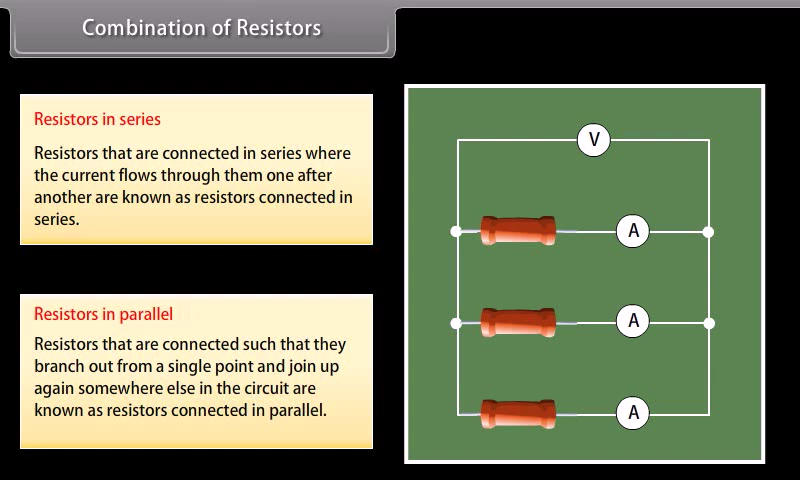 Combination of Resistors
Resistors in series
Resistors that are connected in series where
the current flows through them one after
another are known as resistors connected in
series.
Resistors in parallel
Resistors that are connected such that they
branch out from a single point and join up
again somewhere else in the circuit are
known as resistors connected in parallel.
V
A
A
A